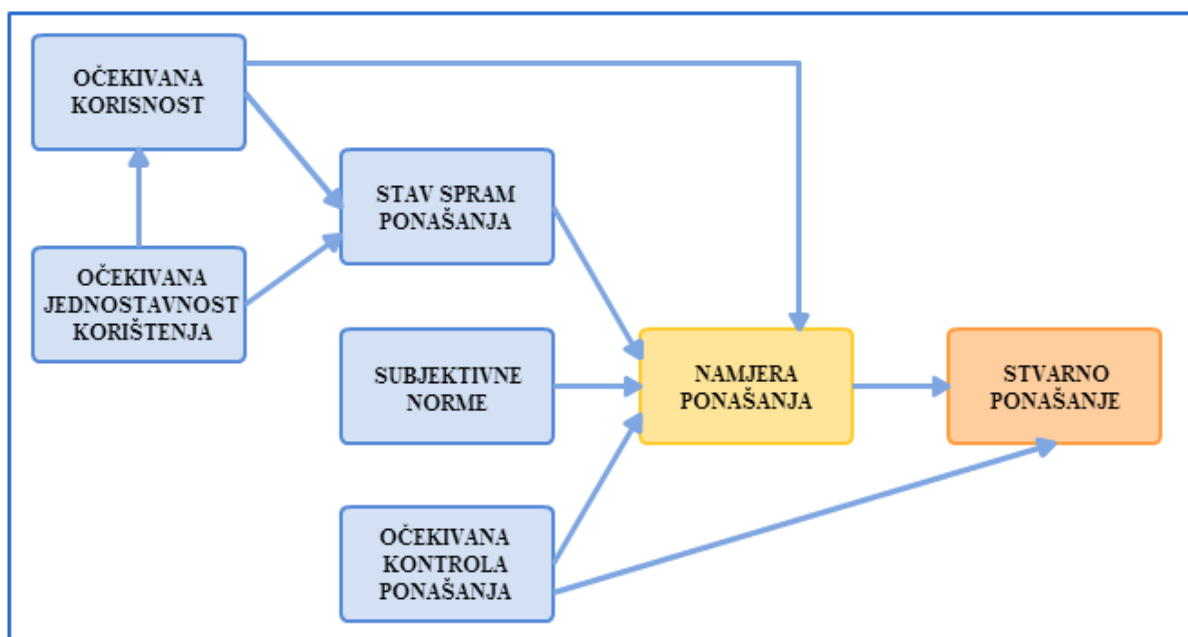 OČEKIVANA
KORISNOST
STAV SPRAM
PONAŠANJA
OČEKIVANA
JEDNOSTAVNOST
KORIŠTENJA
SUBJEKTIVNE
NORME
NAMJERA
PONAŠANJA
STVARNO
PONAŠANJE
OČEKIVANA
KONTROLA
PONAŠANJA